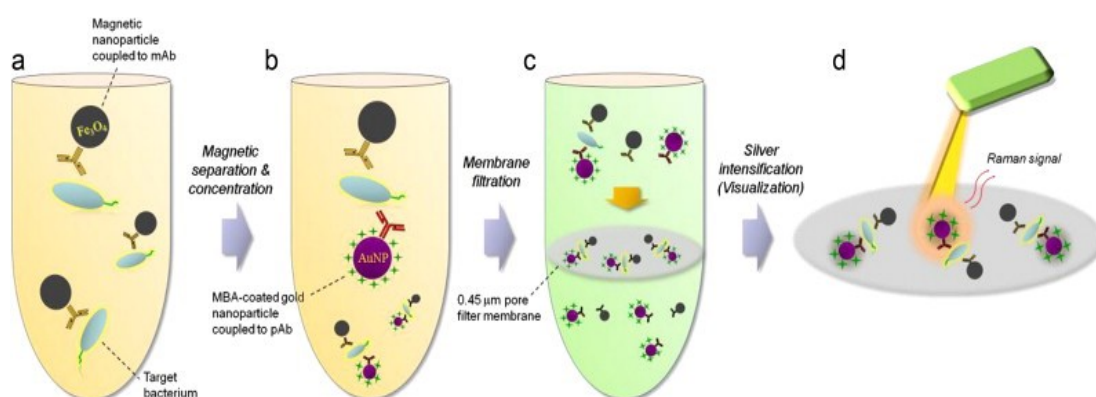 Magnetic
nanoparticle
coupled to mAb
a
b
c
d
Fe₃O₄
Magnetic
separation &
concentration
AuNP
MBA-coated gold
nanoparticle
coupled to pAb
Target
bacterium
Membrane
filtration
0.45 μm pore
filter membrane
Silver
intensification
(Visualization)
Raman signal